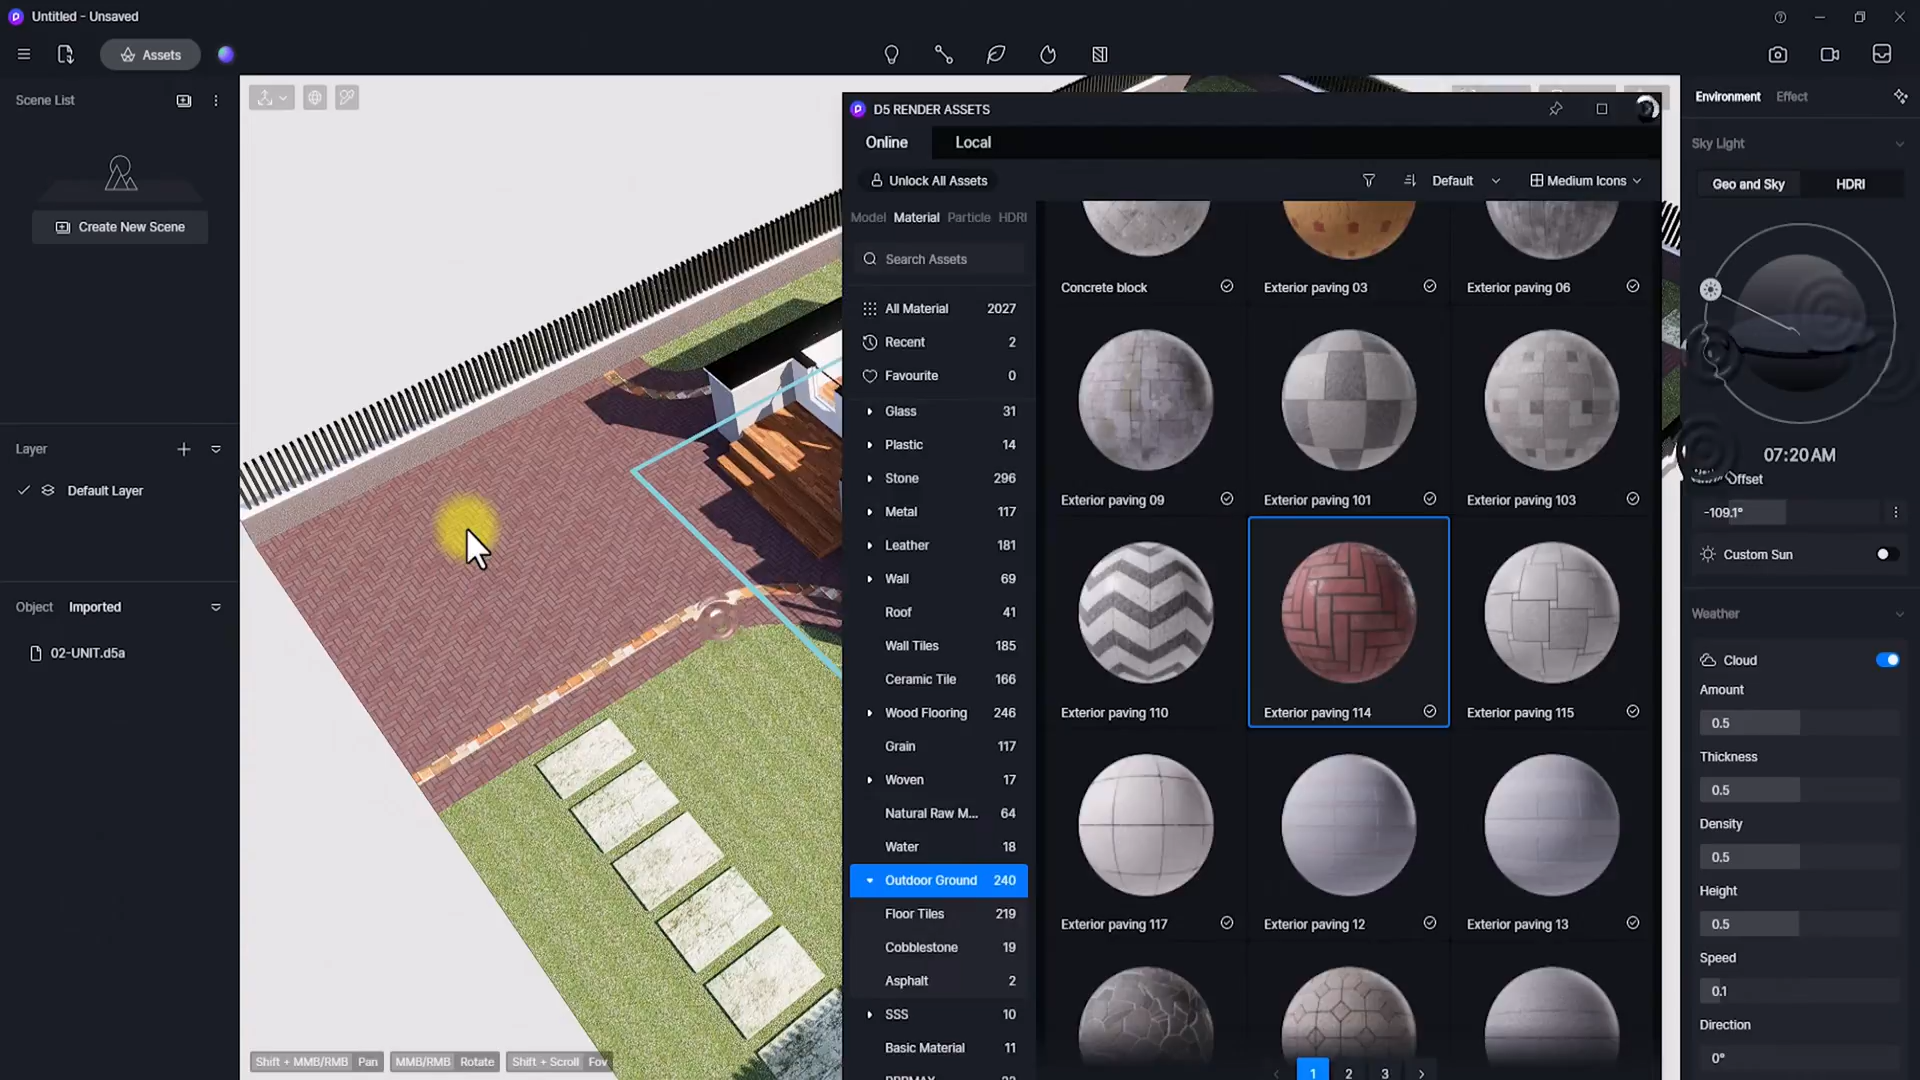 Untitled - Unsaved
Assets
Scene List
Create New Scene
Layer
Default Layer
Object Imported
02-UNIT.d5a
Shift + MMB/RMB Pan MMB/RMB Rotate Shift + Scroll Fov
D5 RENDER ASSETS
Online Local
Unlock All Assets
Default
Medium Icons
Model Material Particle HDRI
Search Assets
All Material 2027
Recent 2
Favourite 0
Glass 31
Plastic 14
Stone 296
Metal 117
Leather 181
Wall 69
Roof 41
Wall Tiles 185
Ceramic Tile 166
Wood Flooring 246
Grain 117
Woven 17
Natural Raw M... 64
Water 18
Outdoor Ground 240
Floor Tiles 219
Cobblestone 19
Asphalt 2
SSS 10
Basic Material 11
Concrete block Exterior paving 03 Exterior paving 06
Exterior paving 09 Exterior paving 101 Exterior paving 103
Exterior paving 110 Exterior paving 114 Exterior paving 115
Exterior paving 117 Exterior paving 12 Exterior paving 13
1 2 3
Environment Effect
Sky Light
Geo and Sky HDRI
07:20 AM
Offset
-109.1°
Custom Sun
Weather
Cloud
Amount
0.5
Thickness
0.5
Density
0.5
Height
0.5
Speed
0.1
Direction
0°